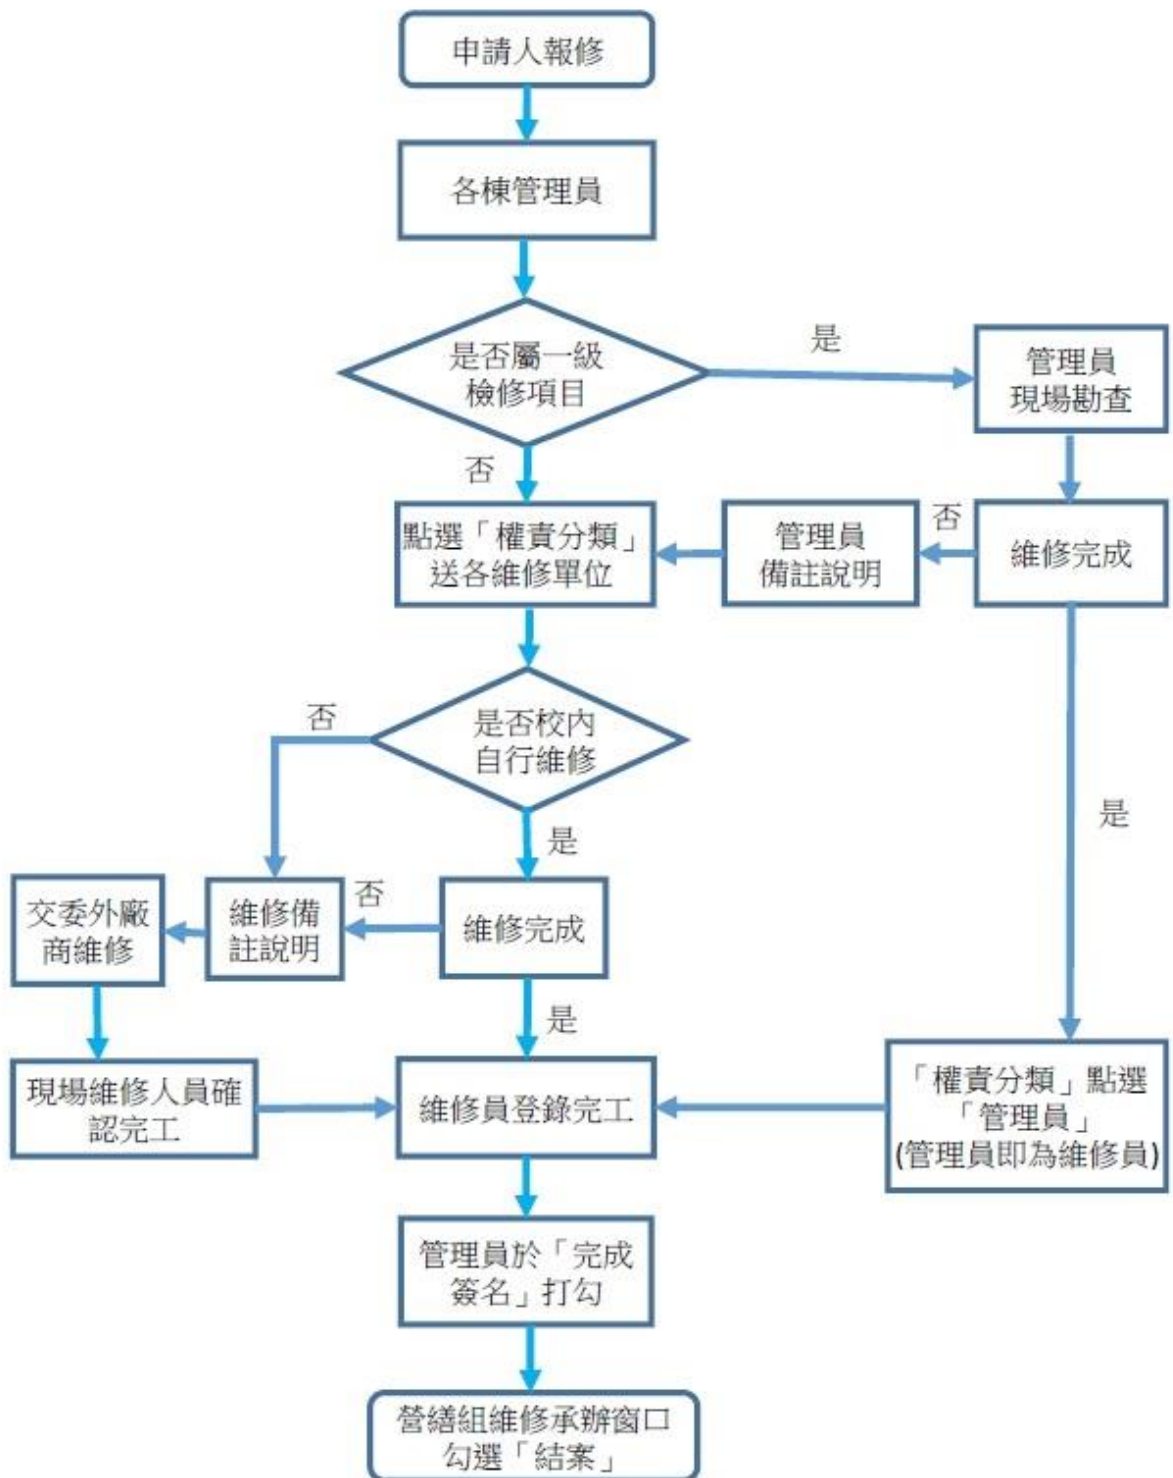 申請人報修
各棟管理員
是否屬一級
檢修項目
是
管理員
現場勘查
否
點選「權責分類」
送各維修單位
管理員
備註說明
否
維修完成
否
是否校內
自行維修
是
是
交委外廠
商維修
維修備
註說明
否
維修完成
是
現場維修人員確
認完工
維修員登錄完工
「權責分類」點選
「管理員」
(管理員即為維修員)
管理員於「完成
簽名」打勾
營繕組維修承辦窗口
勾選「結案」